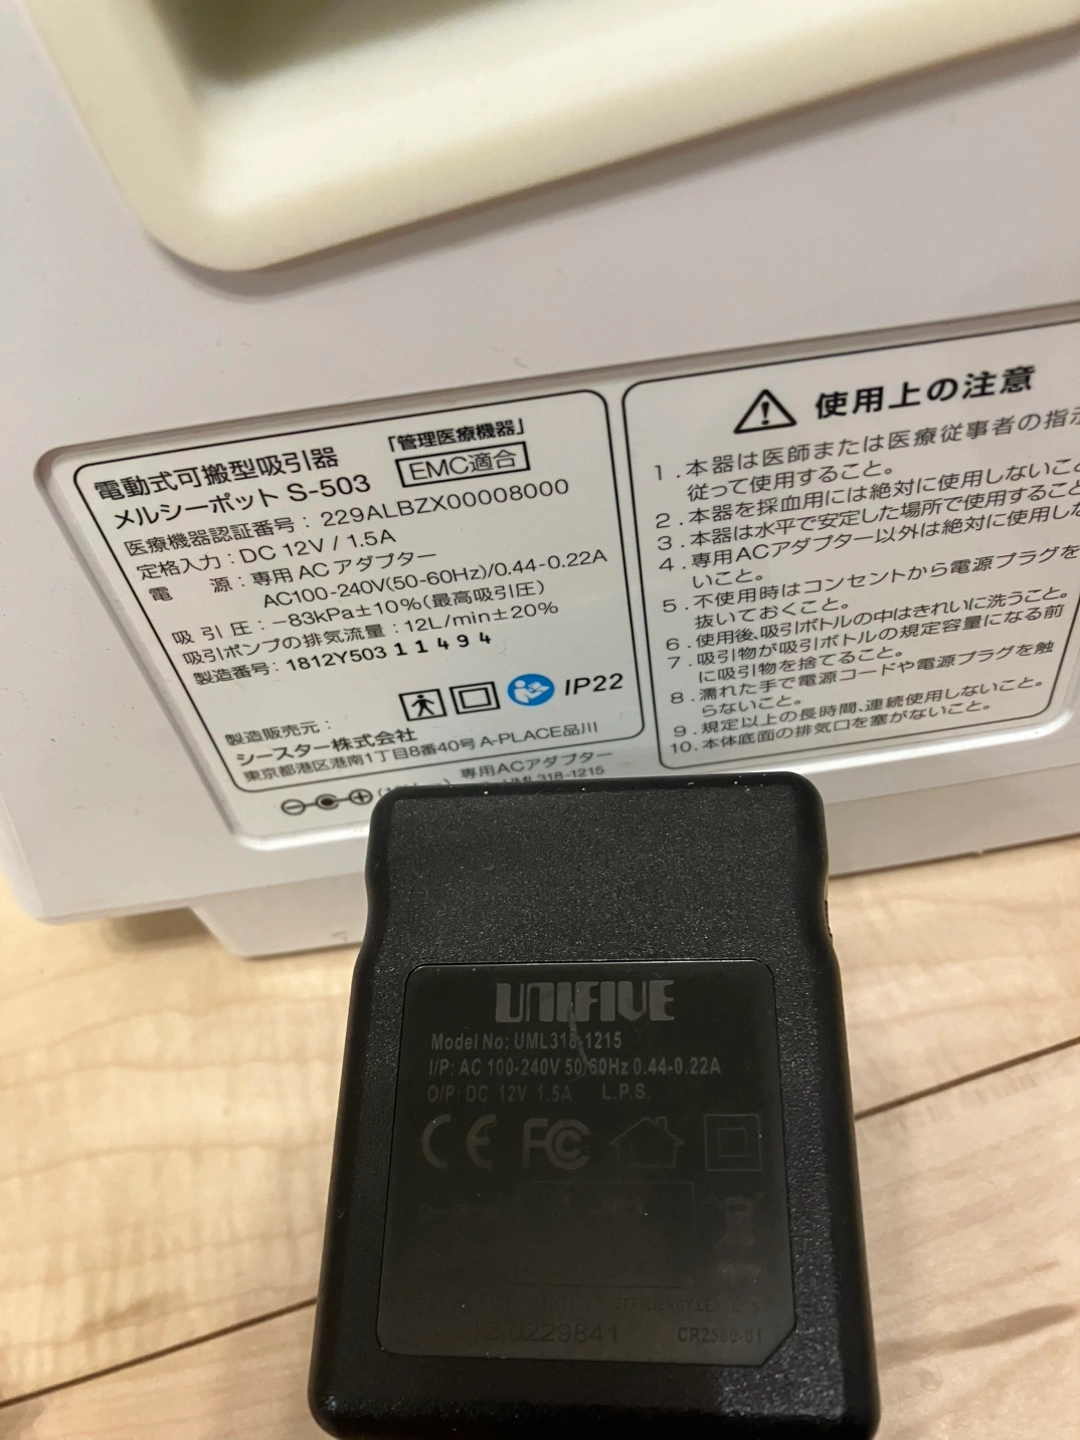 電動式可搬型吸引器
「管理医療機器」
メルシーポット S-503
EMC適合
医療機器認証番号：229ALBZX00008000
定格入力：DC 12V / 1.5A
電　源：専用 AC アダプター
AC100-240V(50-60Hz)/0.44-0.22A
吸引圧：−83kPa±10%(最高吸引圧)
吸引ポンプの排気流量：12L/min±20%
製造番号：1812Y503 11494
IP22
製造販売元：
シースター株式会社
東京都港区港南1丁目8番40号 A-PLACE品川
専用ACアダプター
UML318-1215
使用上の注意
1．本器は医師または医療従事者の指示
従って使用すること。
2．本器を採血用には絶対に使用しないこと
3．本器は水平で安定した場所で使用すること
4．専用ACアダプター以外は絶対に使用しな
いこと。
5．不使用時はコンセントから電源プラグを
抜いておくこと。
6．使用後、吸引ボトルの中はきれいに洗うこと。
7．吸引物が吸引ボトルの規定容量になる前
に吸引物を捨てること。
8．濡れた手で電源コードや電源プラグを触
らないこと。
9．規定以上の長時間、連続使用しないこと。
10．本体底面の排気口を塞がないこと。
UNIFIVE
Model No: UML318-1215
I/P: AC 100-240V 50/60Hz 0.44-0.22A
O/P: DC 12V 1.5A L.P.S.
CE FC
EFFICIENCY LEVEL
0229841
CR2580-01